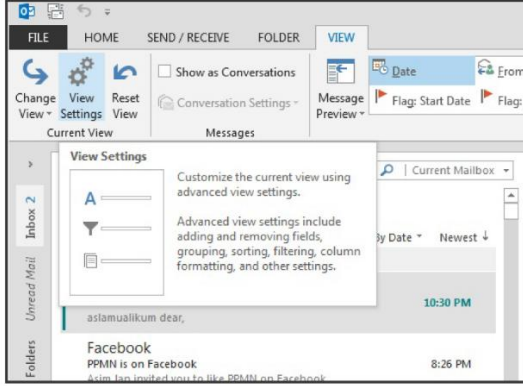 FILE HOME SEND / RECEIVE FOLDER VIEW
Show as Conversations
Date
From
Change View
View Settings
Reset View
Conversation Settings
Message Preview
Flag: Start Date
Flag:
Current View
Messages
View Settings
Customize the current view using
advanced view settings.
Advanced view settings include
adding and removing fields,
grouping, sorting, filtering, column
formatting, and other settings.
A
Current Mailbox
By Date Newest
Inbox 2
Unread Mail
Folders
10:30 PM
aslamualikum dear,
Facebook
PPMN is on Facebook 8:26 PM
Asim Jan invited you to like PPMN on Facebook